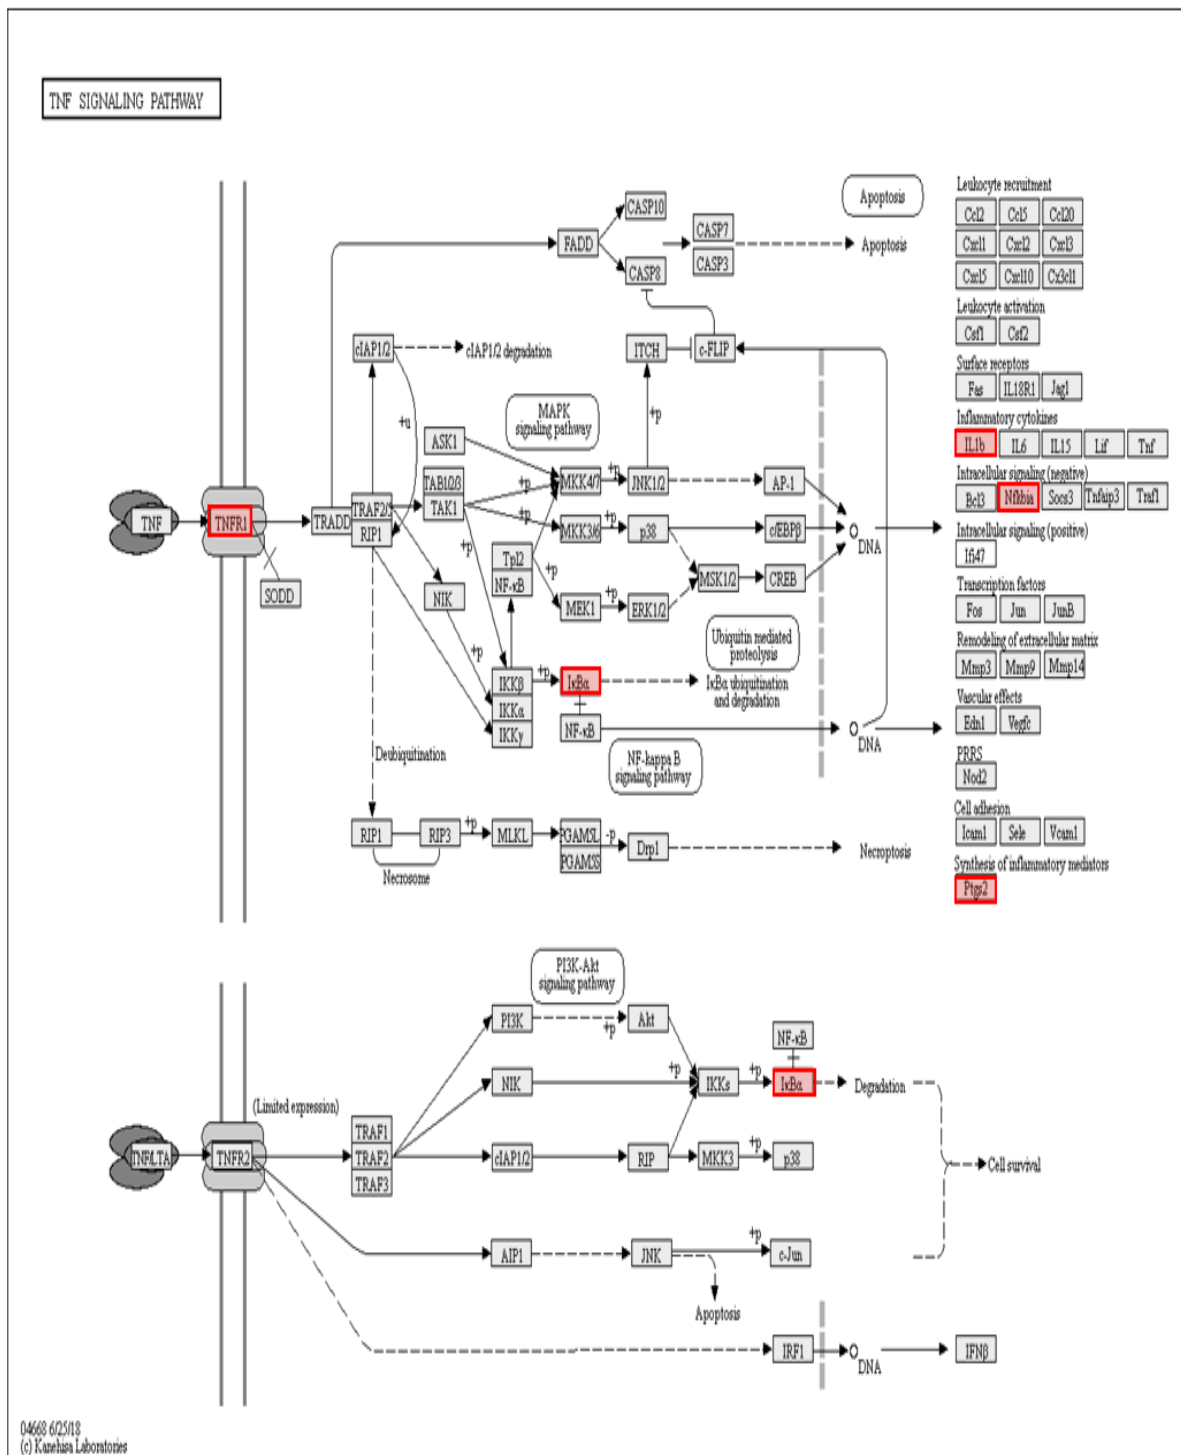 TNF SIGNALING PATHWAY
Apoptosis
CASP10
FADD
CASP7
CASP8
CASP3
Apoptosis
cIAP1/2
cIAP1/2 degradation
ITCH
c-FLIP
+u
MAPK
signaling pathway
+p
ASK1
TAB1/2/3
TAK1
+p
+p
+p
MKK4/7
+p
JNK1/2
AP-1
TNF
TNFR1
TRADD
TRAF2/5
RIP1
MKK3/6
+p
p38
c/EBPβ
DNA
SODD
Tpl2
NF-κB
+p
NIK
MEK1
+p
ERK1/2
MSK1/2
CREB
+p
Ubiquitin mediated
proteolysis
IKKβ
IKKα
IKKγ
+p
IκBα
IκBα ubiquitination
and degradation
NF-κB
DNA
NF-kappa B
signaling pathway
Deubiquitination
RIP1
RIP3
+p
MLKL
PGAM5L
PGAM5S
-p
Drp1
Necroptosis
Necrosome
Leukocyte recruitment
Ccl2 Ccl5 Ccl20
Cxcl1 Cxcl2 Cxcl3
Cxcl5 Cxcl10 Cx3cl1
Leukocyte activation
Csf1 Csf2
Surface receptors
Fas IL18R1 Jag1
Inflammatory cytokines
IL1b IL6 IL15 Lif Tnf
Intracellular signaling (negative)
Bcl3 Nfkbia Socs3 Tnfaip3 Traf1
Intracellular signaling (positive)
Ifi47
Transcription factors
Fos Jun JunB
Remodeling of extracellular matrix
Mmp3 Mmp9 Mmp14
Vascular effects
Edn1 Vegfc
PRRS
Nod2
Cell adhesion
Icam1 Sele Vcam1
Synthesis of inflammatory mediators
Ptgs2
PI3K-Akt
signaling pathway
PI3K
+p
Akt
NF-κB
NIK
+p
IKKs
+p
IκBα
Degradation
(Limited expression)
TNF/LTA
TNFR2
TRAF1
TRAF2
TRAF3
cIAP1/2
RIP
MKK3
+p
p38
Cell survival
AIP1
JNK
+p
c-Jun
Apoptosis
IRF1
DNA
IFNβ
04668 6/25/18
(c) Kanehisa Laboratories